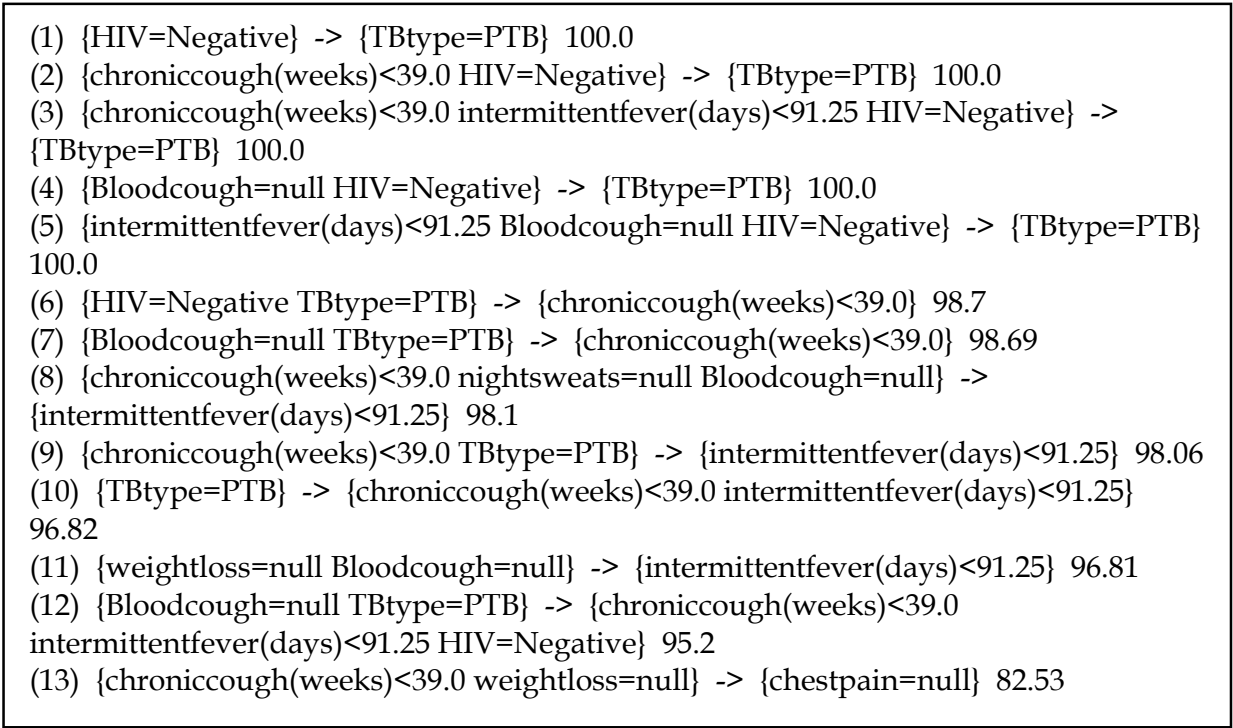 (1) {HIV=Negative} -> {TBtype=PTB} 100.0
(2) {chroniccough(weeks)<39.0 HIV=Negative} -> {TBtype=PTB} 100.0
(3) {chroniccough(weeks)<39.0 intermittentfever(days)<91.25 HIV=Negative} ->
{TBtype=PTB} 100.0
(4) {Bloodcough=null HIV=Negative} -> {TBtype=PTB} 100.0
(5) {intermittentfever(days)<91.25 Bloodcough=null HIV=Negative} -> {TBtype=PTB}
100.0
(6) {HIV=Negative TBtype=PTB} -> {chroniccough(weeks)<39.0} 98.7
(7) {Bloodcough=null TBtype=PTB} -> {chroniccough(weeks)<39.0} 98.69
(8) {chroniccough(weeks)<39.0 nightsweats=null Bloodcough=null} ->
{intermittentfever(days)<91.25} 98.1
(9) {chroniccough(weeks)<39.0 TBtype=PTB} -> {intermittentfever(days)<91.25} 98.06
(10) {TBtype=PTB} -> {chroniccough(weeks)<39.0 intermittentfever(days)<91.25}
96.82
(11) {weightloss=null Bloodcough=null} -> {intermittentfever(days)<91.25} 96.81
(12) {Bloodcough=null TBtype=PTB} -> {chroniccough(weeks)<39.0
intermittentfever(days)<91.25 HIV=Negative} 95.2
(13) {chroniccough(weeks)<39.0 weightloss=null} -> {chestpain=null} 82.53